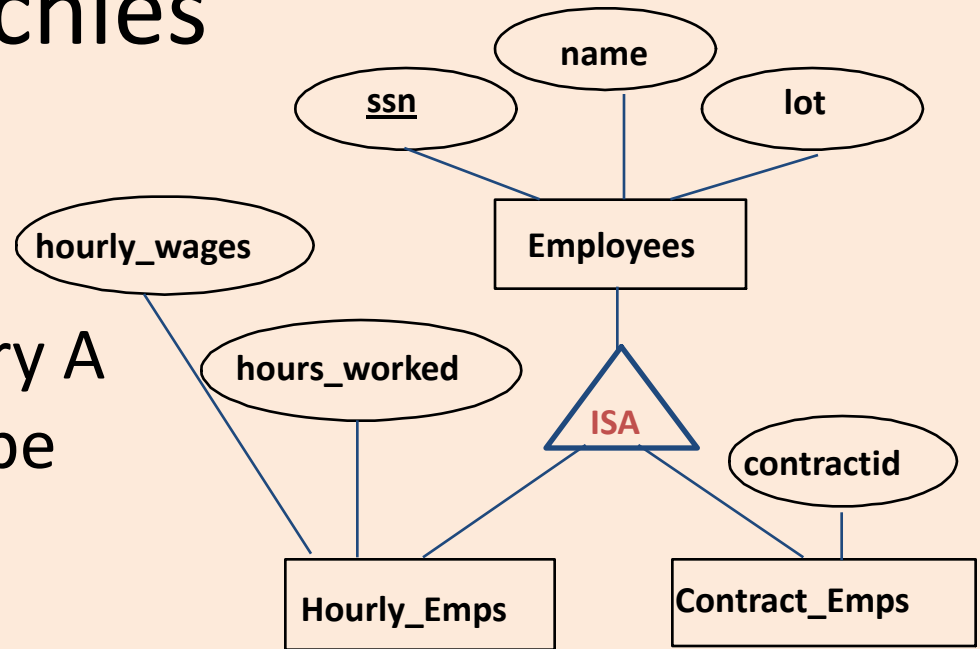 chies
name
ssn
lot
hourly_wages
Employees
ry A
hours_worked
ISA
be
contractid
Hourly_Emps
Contract_Emps